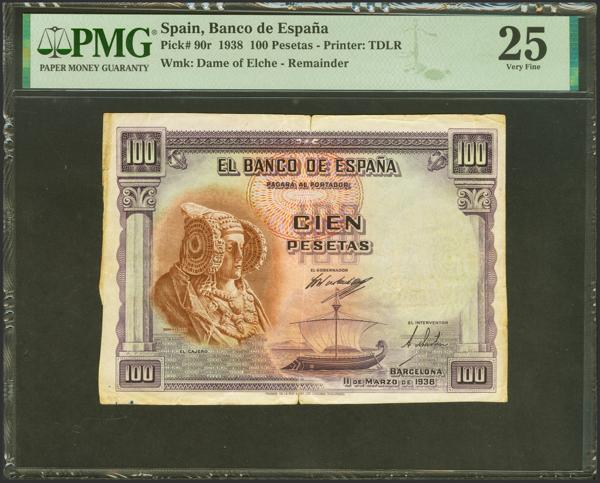 PMG
PAPER MONEY GUARANTY
Spain, Banco de España
Pick# 90r 1938 100 Pesetas - Printer: TDLR
Wmk: Dame of Elche - Remainder
25
Very Fine
100
100
EL BANCO DE ESPAÑA
PAGARÁ AL PORTADOR
CIEN
PESETAS
EL GOBERNADOR
EL INTERVENTOR
EL CAJERO
BARCELONA
11 DE MARZO DE 1938
100
100